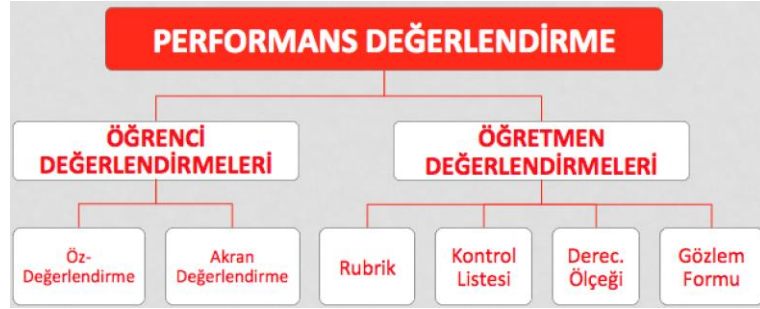 PERFORMANS DEĞERLENDİRME
ÖĞRENCİ
DEĞERLENDİRMELERİ
ÖĞRETMEN
DEĞERLENDİRMELERİ
Öz-
Değerlendirme
Akran
Değerlendirme
Rubrik
Kontrol
Listesi
Derec.
Ölçeği
Gözlem
Formu